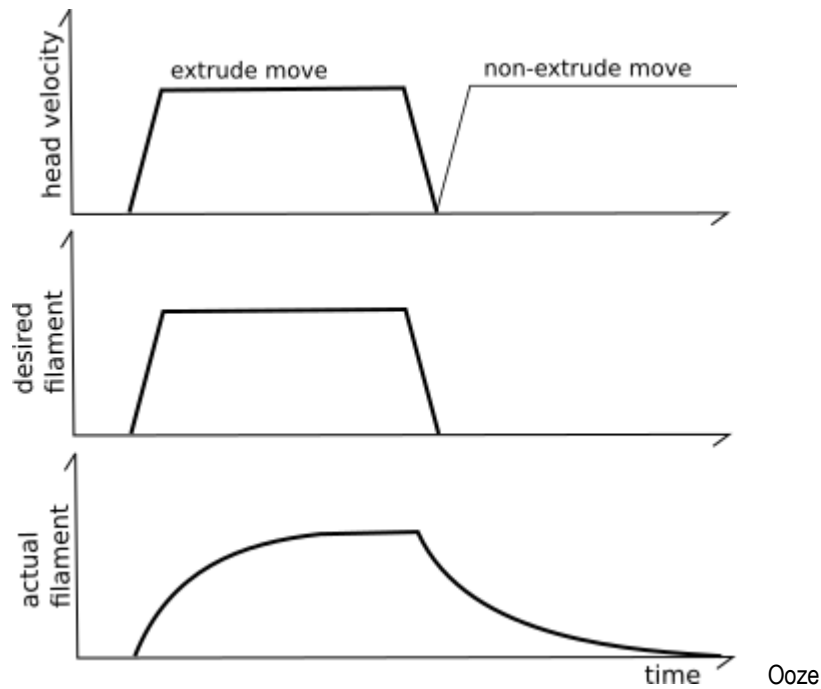 head velocity
extrude move
non-extrude move
desired
filament
actual
filament
time
Ooze